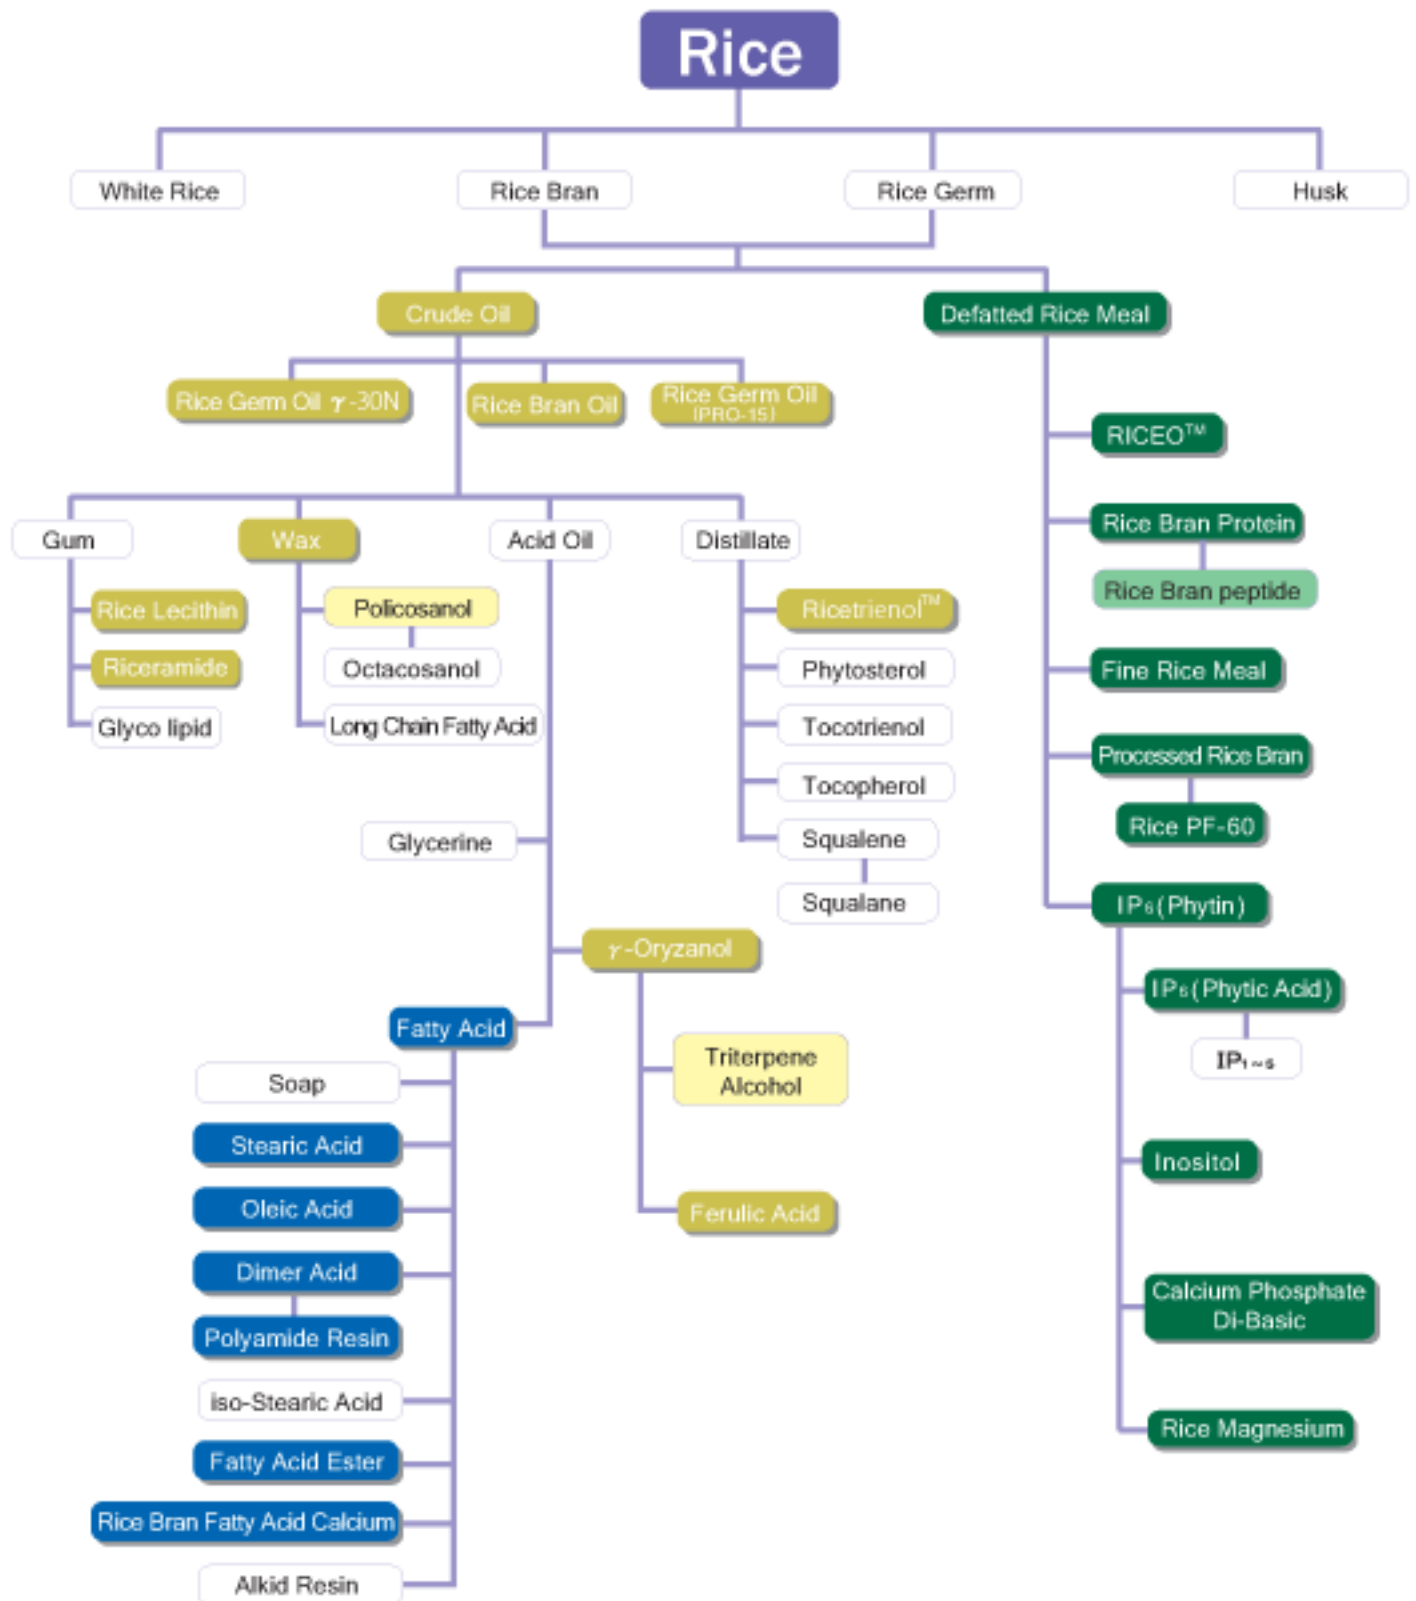 Rice
White Rice
Rice Bran
Rice Germ
Husk
Crude Oil
Defatted Rice Meal
Rice Germ Oil γ-30N
Rice Bran Oil
Rice Germ Oil
(PRO-15)
RICEO™
Rice Bran Protein
Rice Bran peptide
Fine Rice Meal
Processed Rice Bran
Rice PF-60
IP₆(Phytin)
IP₆(Phytic Acid)
IP₁~₅
Inositol
Calcium Phosphate
Di-Basic
Rice Magnesium
Gum
Rice Lecithin
Riceramide
Glyco lipid
Wax
Policosanol
Octacosanol
Long Chain Fatty Acid
Acid Oil
Glycerine
γ-Oryzanol
Triterpene
Alcohol
Ferulic Acid
Fatty Acid
Soap
Stearic Acid
Oleic Acid
Dimer Acid
Polyamide Resin
iso-Stearic Acid
Fatty Acid Ester
Rice Bran Fatty Acid Calcium
Alkid Resin
Distillate
Ricetrienol™
Phytosterol
Tocotrienol
Tocopherol
Squalene
Squalane